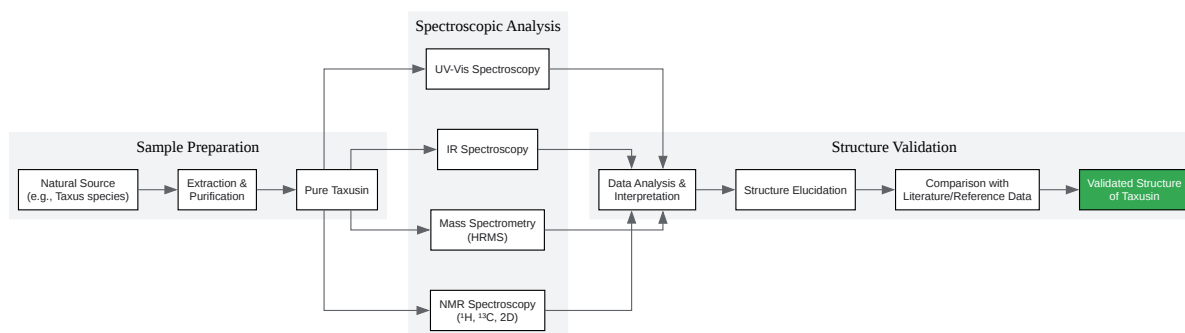 Spectroscopic Analysis
UV-Vis Spectroscopy
Sample Preparation
IR Spectroscopy
Structure Validation
Natural Source
(e.g., Taxus species)
Extraction &
Purification
Pure Taxusin
Data Analysis &
Interpretation
Structure Elucidation
Comparison with
Literature/Reference Data
Validated Structure
of Taxusin
Mass Spectrometry
(HRMS)
NMR Spectroscopy
(¹H, ¹³C, 2D)